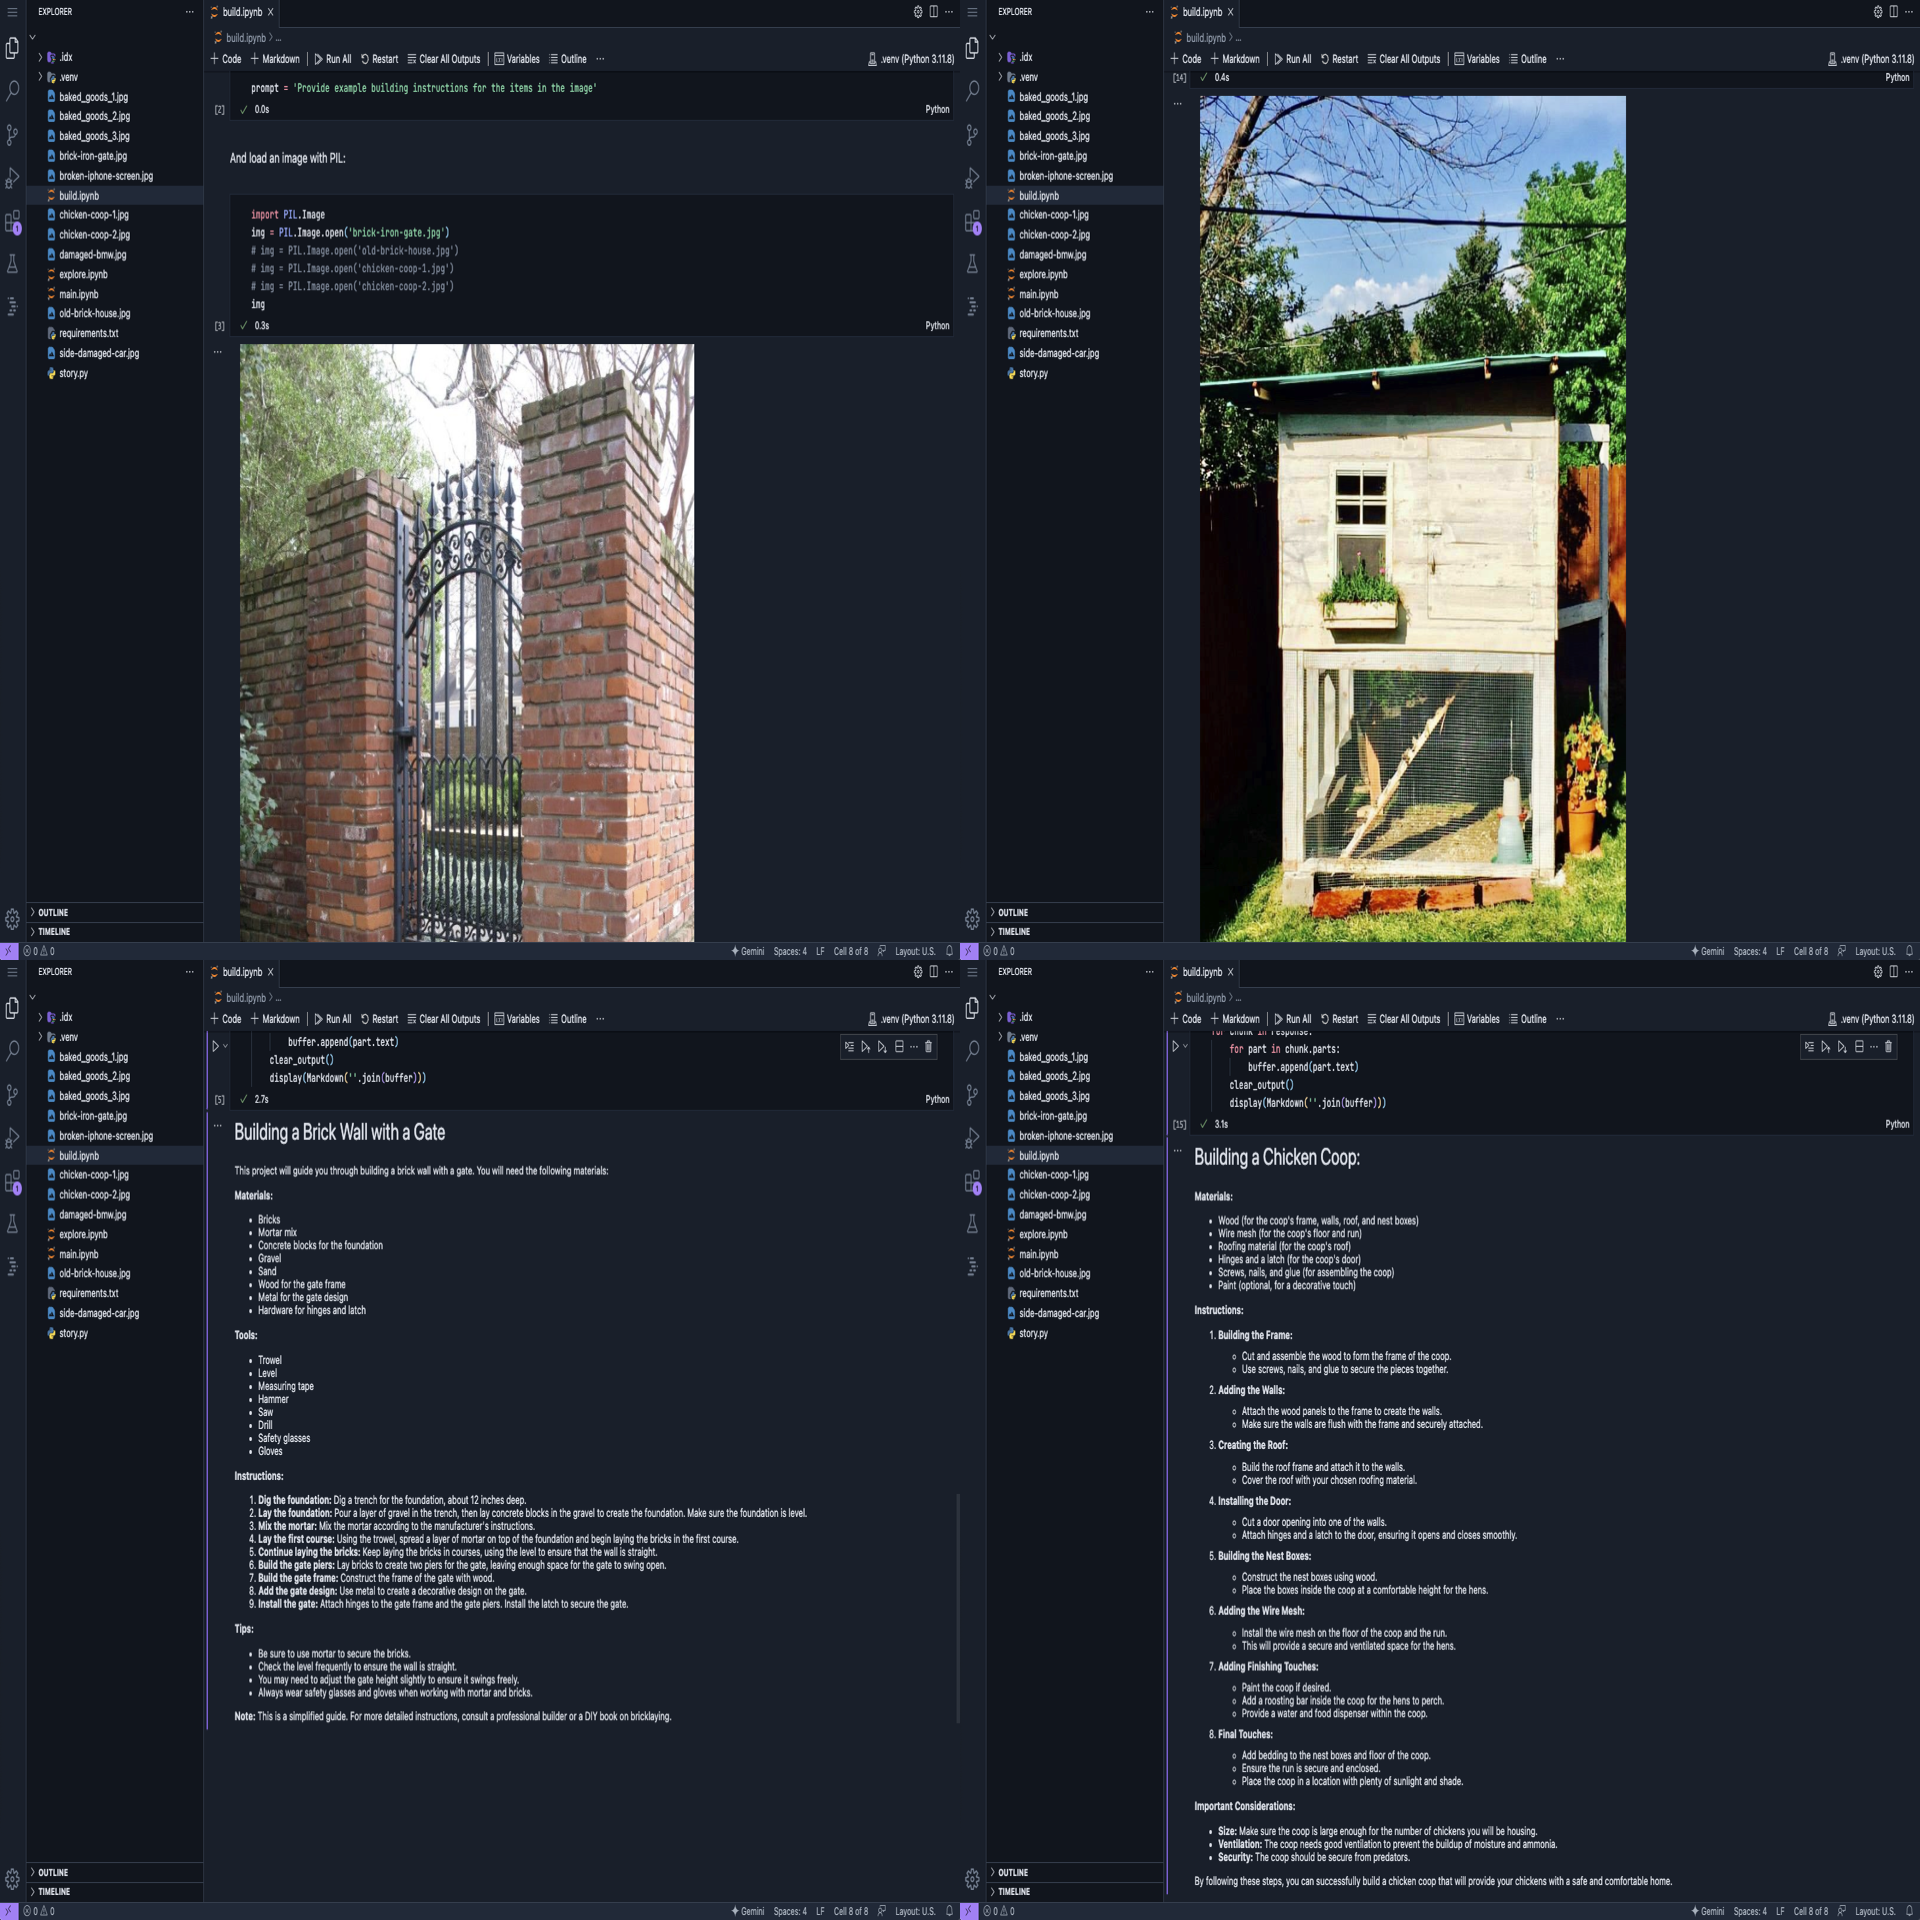 EXPLORER
.idx
.venv
baked_goods_1.jpg
baked_goods_2.jpg
baked_goods_3.jpg
brick-iron-gate.jpg
broken-iphone-screen.jpg
build.ipynb
chicken-coop-1.jpg
chicken-coop-2.jpg
damaged-bmw.jpg
explore.ipynb
main.ipynb
old-brick-house.jpg
requirements.txt
side-damaged-car.jpg
story.py
1
OUTLINE
TIMELINE
build.ipynb
build.ipynb > ...
+ Code + Markdown Run All Restart Clear All Outputs Variables Outline ... .venv (Python 3.11.8)
prompt = 'Provide example building instructions for the items in the image'
[2] 0.0s Python
And load an image with PIL:
import PIL.Image
img = PIL.Image.open('brick-iron-gate.jpg')
# img = PIL.Image.open('old-brick-house.jpg')
# img = PIL.Image.open('chicken-coop-1.jpg')
# img = PIL.Image.open('chicken-coop-2.jpg')
img
[3] 0.3s Python
0 0 Gemini Spaces: 4 LF Cell 8 of 8 Layout: U.S.
EXPLORER
.idx
.venv
baked_goods_1.jpg
baked_goods_2.jpg
baked_goods_3.jpg
brick-iron-gate.jpg
broken-iphone-screen.jpg
build.ipynb
chicken-coop-1.jpg
chicken-coop-2.jpg
damaged-bmw.jpg
explore.ipynb
main.ipynb
old-brick-house.jpg
requirements.txt
side-damaged-car.jpg
story.py
1
OUTLINE
TIMELINE
build.ipynb
build.ipynb > ...
+ Code + Markdown Run All Restart Clear All Outputs Variables Outline ... .venv (Python 3.11.8)
[14] 0.4s Python
0 0 Gemini Spaces: 4 LF Cell 8 of 8 Layout: U.S.
EXPLORER
.idx
.venv
baked_goods_1.jpg
baked_goods_2.jpg
baked_goods_3.jpg
brick-iron-gate.jpg
broken-iphone-screen.jpg
build.ipynb
chicken-coop-1.jpg
chicken-coop-2.jpg
damaged-bmw.jpg
explore.ipynb
main.ipynb
old-brick-house.jpg
requirements.txt
side-damaged-car.jpg
story.py
1
OUTLINE
TIMELINE
build.ipynb
build.ipynb > ...
+ Code + Markdown Run All Restart Clear All Outputs Variables Outline ... .venv (Python 3.11.8)
buffer.append(part.text)
clear_output()
display(Markdown(''.join(buffer)))
[5] 2.7s Python
Building a Brick Wall with a Gate
This project will guide you through building a brick wall with a gate. You will need the following materials:
Materials:
• Bricks
• Mortar mix
• Concrete blocks for the foundation
• Gravel
• Sand
• Wood for the gate frame
• Metal for the gate design
• Hardware for hinges and latch
Tools:
• Trowel
• Level
• Measuring tape
• Hammer
• Saw
• Drill
• Safety glasses
• Gloves
Instructions:
1. Dig the foundation: Dig a trench for the foundation, about 12 inches deep.
2. Lay the foundation: Pour a layer of gravel in the trench, then lay concrete blocks in the gravel to create the foundation. Make sure the foundation is level.
3. Mix the mortar: Mix the mortar according to the manufacturer's instructions.
4. Lay the first course: Using the trowel, spread a layer of mortar on top of the foundation and begin laying the bricks in the first course.
5. Continue laying the bricks: Keep laying the bricks in courses, using the level to ensure that the wall is straight.
6. Build the gate piers: Lay bricks to create two piers for the gate, leaving enough space for the gate to swing open.
7. Build the gate frame: Construct the frame of the gate with wood.
8. Add the gate design: Use metal to create a decorative design on the gate.
9. Install the gate: Attach hinges to the gate frame and the gate piers. Install the latch to secure the gate.
Tips:
• Be sure to use mortar to secure the bricks.
• Check the level frequently to ensure the wall is straight.
• You may need to adjust the gate height slightly to ensure it swings freely.
• Always wear safety glasses and gloves when working with mortar and bricks.
Note: This is a simplified guide. For more detailed instructions, consult a professional builder or a DIY book on bricklaying.
0 0 Gemini Spaces: 4 LF Cell 8 of 8 Layout: U.S.
EXPLORER
.idx
.venv
baked_goods_1.jpg
baked_goods_2.jpg
baked_goods_3.jpg
brick-iron-gate.jpg
broken-iphone-screen.jpg
build.ipynb
chicken-coop-1.jpg
chicken-coop-2.jpg
damaged-bmw.jpg
explore.ipynb
main.ipynb
old-brick-house.jpg
requirements.txt
side-damaged-car.jpg
story.py
1
OUTLINE
TIMELINE
build.ipynb
build.ipynb > ...
+ Code + Markdown Run All Restart Clear All Outputs Variables Outline ... .venv (Python 3.11.8)
for chunk in response:
for part in chunk.parts:
buffer.append(part.text)
clear_output()
display(Markdown(''.join(buffer)))
[15] 3.1s Python
Building a Chicken Coop:
Materials:
• Wood (for the coop's frame, walls, roof, and nest boxes)
• Wire mesh (for the coop's floor and run)
• Roofing material (for the coop's roof)
• Hinges and a latch (for the coop's door)
• Screws, nails, and glue (for assembling the coop)
• Paint (optional, for a decorative touch)
Instructions:
1. Building the Frame:
Cut and assemble the wood to form the frame of the coop.
Use screws, nails, and glue to secure the pieces together.
2. Adding the Walls:
Attach the wood panels to the frame to create the walls.
Make sure the walls are flush with the frame and securely attached.
3. Creating the Roof:
Build the roof frame and attach it to the walls.
Cover the roof with your chosen roofing material.
4. Installing the Door:
Cut a door opening into one of the walls.
Attach hinges and a latch to the door, ensuring it opens and closes smoothly.
5. Building the Nest Boxes:
Construct the nest boxes using wood.
Place the boxes inside the coop at a comfortable height for the hens.
6. Adding the Wire Mesh:
Install the wire mesh on the floor of the coop and the run.
This will provide a secure and ventilated space for the hens.
7. Adding Finishing Touches:
Paint the coop if desired.
Add a roosting bar inside the coop for the hens to perch.
Provide a water and food dispenser within the coop.
8. Final Touches:
Add bedding to the nest boxes and floor of the coop.
Ensure the run is secure and enclosed.
Place the coop in a location with plenty of sunlight and shade.
Important Considerations:
• Size: Make sure the coop is large enough for the number of chickens you will be housing.
• Ventilation: The coop needs good ventilation to prevent the buildup of moisture and ammonia.
• Security: The coop should be secure from predators.
By following these steps, you can successfully build a chicken coop that will provide your chickens with a safe and comfortable home.
0 0 Gemini Spaces: 4 LF Cell 8 of 8 Layout: U.S.